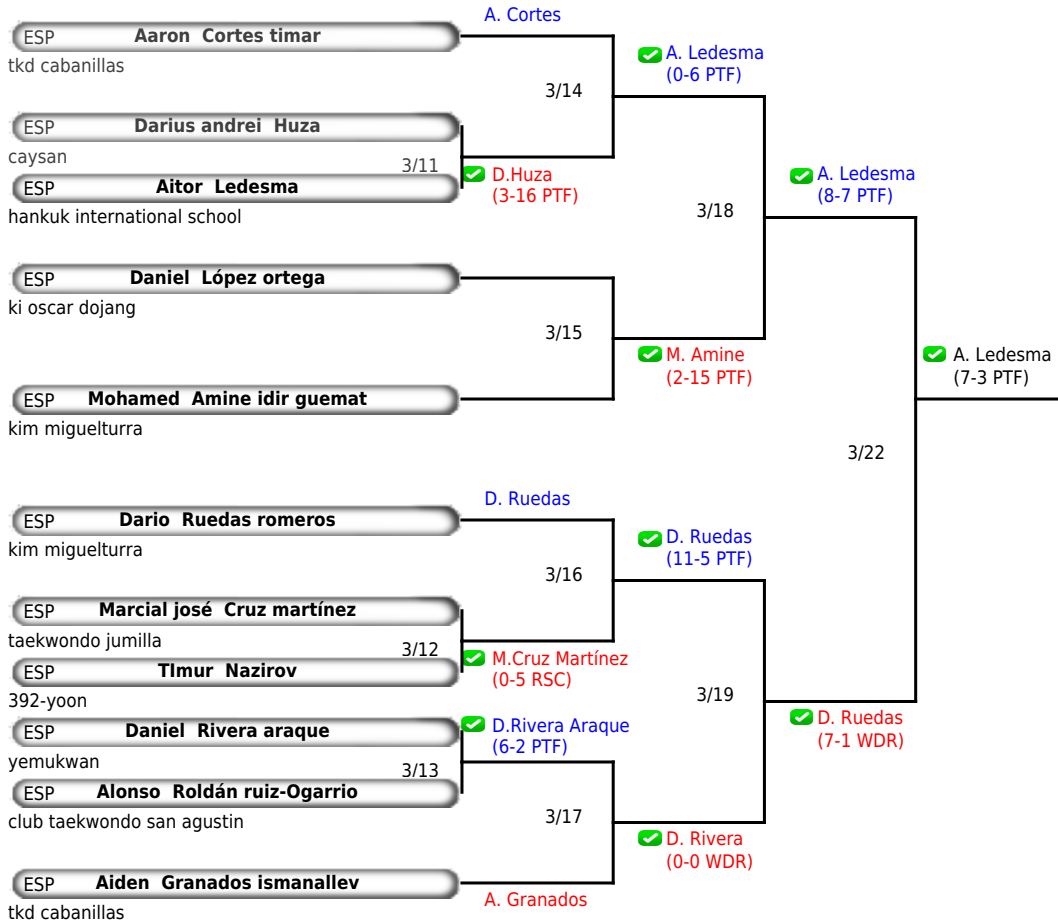 A. Cortes
ESP Aaron Cortes timar
tkd cabanillas
A. Ledesma
(0-6 PTF)
3/14
ESP Darius andrei Huza
caysan
3/11
D.Huza
(3-16 PTF)
ESP Aitor Ledesma
hankuk international school
A. Ledesma
(8-7 PTF)
3/18
ESP Daniel López ortega
ki oscar dojang
3/15
M. Amine
(2-15 PTF)
A. Ledesma
(7-3 PTF)
ESP Mohamed Amine idir guemat
kim miguelturra
3/22
D. Ruedas
ESP Dario Ruedas romeros
kim miguelturra
D. Ruedas
(11-5 PTF)
3/16
ESP Marcial josé Cruz martínez
taekwondo jumilla
3/12
M.Cruz Martínez
(0-5 RSC)
ESP TImur Nazirov
392-yoon
3/19
D. Ruedas
(7-1 WDR)
ESP Daniel Rivera araque
yemukwan
D.Rivera Araque
(6-2 PTF)
3/13
ESP Alonso Roldán ruiz-Ogarrio
club taekwondo san agustin
3/17
D. Rivera
(0-0 WDR)
ESP Aiden Granados ismanallev
tkd cabanillas
A. Granados